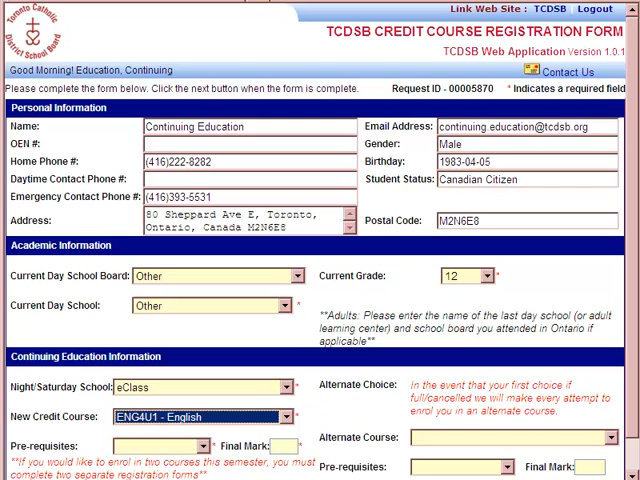 Toronto Catholic
District School Board
Link Web Site : TCDSB Logout
TCDSB CREDIT COURSE REGISTRATION FORM
TCDSB Web Application Version 1.0.1
Good Morning! Education, Continuing
Contact Us
Please complete the form below. Click the next button when the form is complete. Request ID - 00005870 * Indicates a required field
Personal Information
Name: Continuing Education Email Address: continuing.education@tcdsb.org
OEN #: Gender: Male
Home Phone #: (416)222-8282 Birthday: 1983-04-05
Daytime Contact Phone #: Student Status: Canadian Citizen
Emergency Contact Phone #: (416)393-5531
Address: 80 Sheppard Ave E, Toronto, Ontario, Canada M2N6E8 Postal Code: M2N6E8
Academic Information
Current Day School Board: Other Current Grade: 12 *
Current Day School: Other *
**Adults: Please enter the name of the last day school (or adult
learning center) and school board you attended in Ontario if
applicable**
Continuing Education Information
Night/Saturday School: eClass *
New Credit Course: ENG4U1 - English *
Pre-requisites: * Final Mark: *
**If you would like to enrol in two courses this semester, you must
complete two separate registration forms**
Alternate Choice: In the event that your first choice if
full/cancelled we will make every attempt to
enrol you in an alternate course.
Alternate Course:
Pre-requisites: Final Mark: